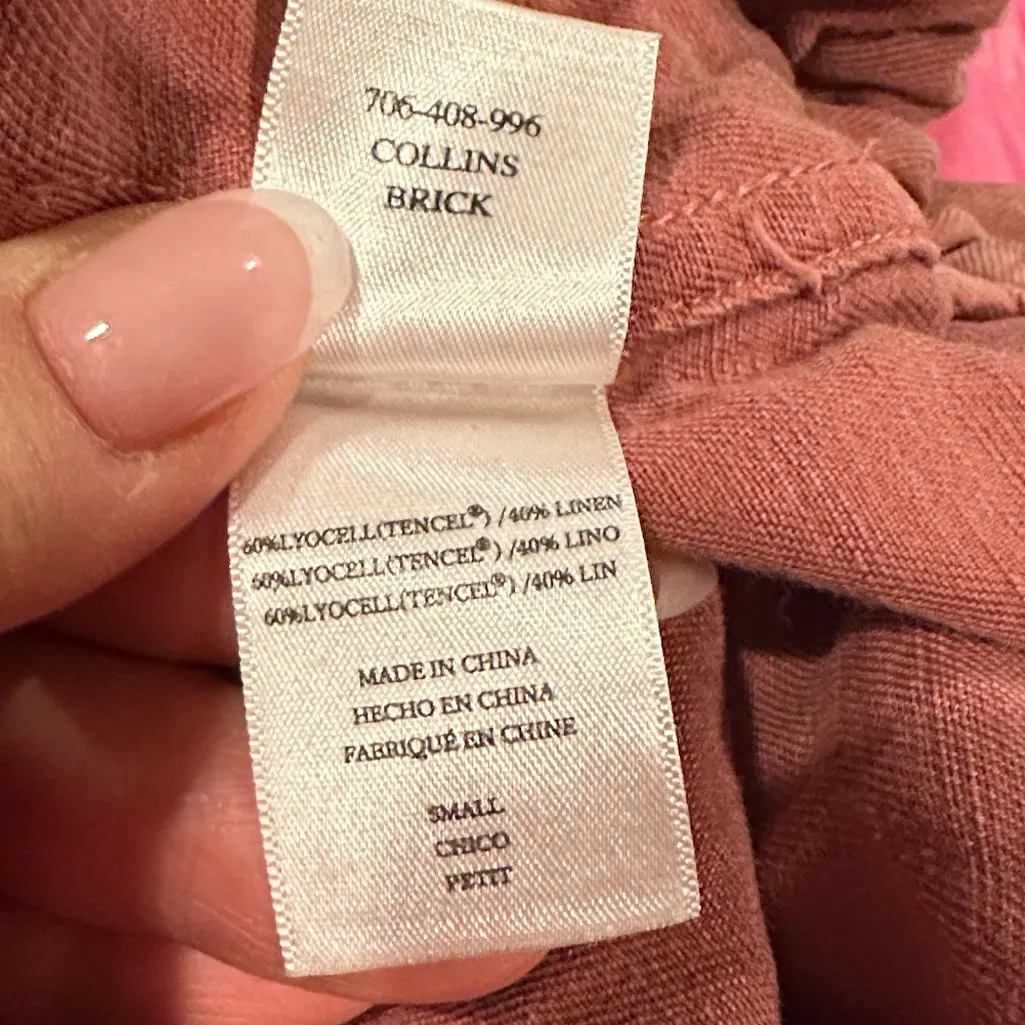 706-408-996
COLLINS
BRICK
60%LYOCELL(TENCEL®) /40% LINEN
60%LYOCELL(TENCEL®) /40% LINO
60%LYOCELL(TENCEL®) /40% LIN
MADE IN CHINA
HECHO EN CHINA
FABRIQUÉ EN CHINE
SMALL
CHICO
PETIT